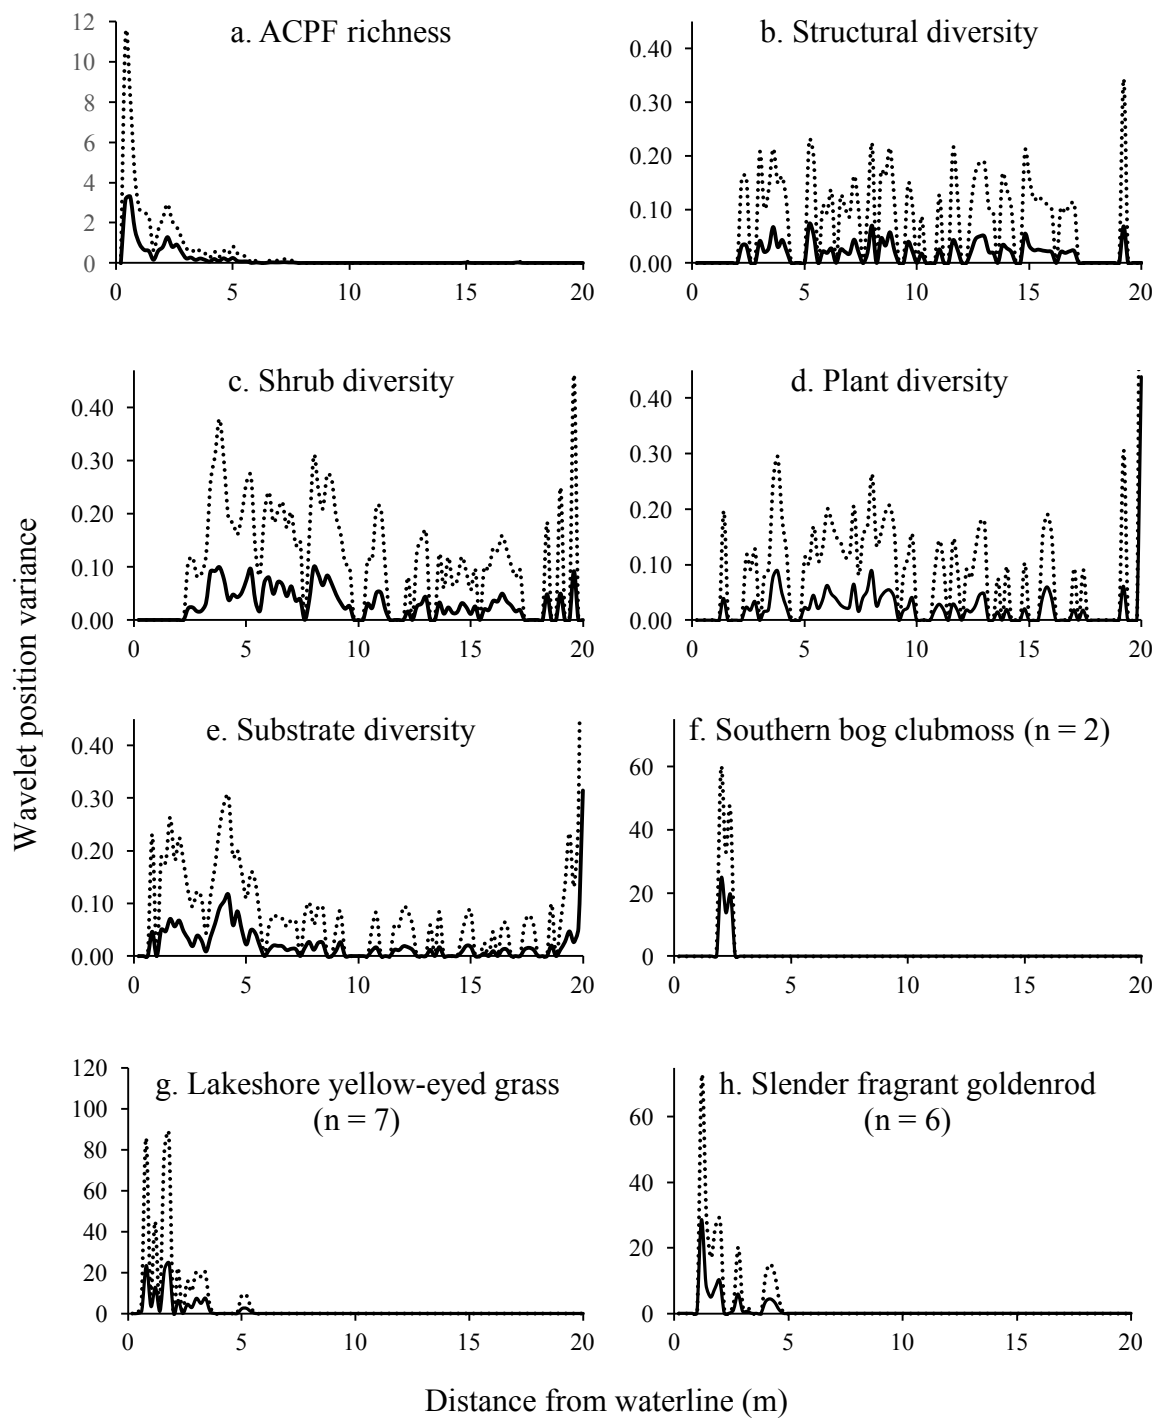 a. ACPF richness
12
10
8
6
4
2
0
0 5 10 15 20
b. Structural diversity
0.40
0.30
0.20
0.10
0.00
0 5 10 15 20
Wavelet position variance
c. Shrub diversity
0.40
0.30
0.20
0.10
0.00
0 5 10 15 20
d. Plant diversity
0.40
0.30
0.20
0.10
0.00
0 5 10 15 20
e. Substrate diversity
0.40
0.30
0.20
0.10
0.00
0 5 10 15 20
f. Southern bog clubmoss (n = 2)
60
40
20
0
0 5 10 15 20
g. Lakeshore yellow-eyed grass
(n = 7)
120
100
80
60
40
20
0
0 5 10 15 20
h. Slender fragrant goldenrod
(n = 6)
60
40
20
0
0 5 10 15 20
Distance from waterline (m)